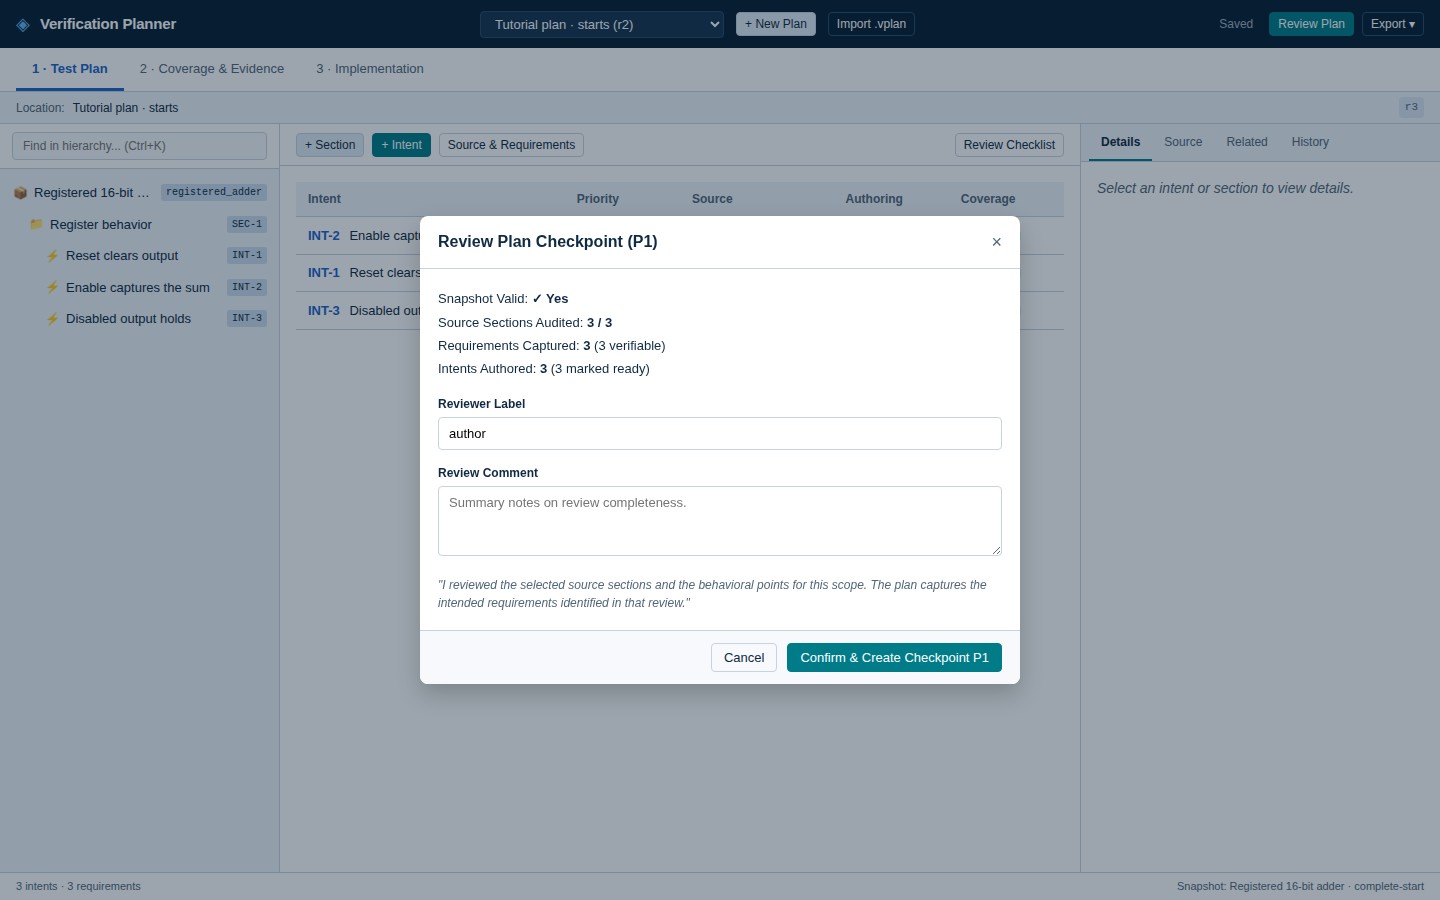 ◈ Verification Planner
Tutorial plan · starts (r2)
+ New Plan
Import .vplan
Saved
Review Plan
Export ▾
1 · Test Plan
2 · Coverage & Evidence
3 · Implementation
Location: Tutorial plan · starts
r3
Find in hierarchy... (Ctrl+K)
+ Section
+ Intent
Source & Requirements
Review Checklist
Details
Source
Related
History
Registered 16-bit ... registered_adder
Register behavior SEC-1
Reset clears output INT-1
Enable captures the sum INT-2
Disabled output holds INT-3
Intent Priority Source Authoring Coverage
INT-2 Enable capt
INT-1 Reset clears
INT-3 Disabled out
Select an intent or section to view details.
Review Plan Checkpoint (P1)
×
Snapshot Valid: ✓ Yes
Source Sections Audited: 3 / 3
Requirements Captured: 3 (3 verifiable)
Intents Authored: 3 (3 marked ready)
Reviewer Label
author
Review Comment
Summary notes on review completeness.
"I reviewed the selected source sections and the behavioral points for this scope. The plan captures the
intended requirements identified in that review."
Cancel
Confirm & Create Checkpoint P1
3 intents · 3 requirements
Snapshot: Registered 16-bit adder · complete-start